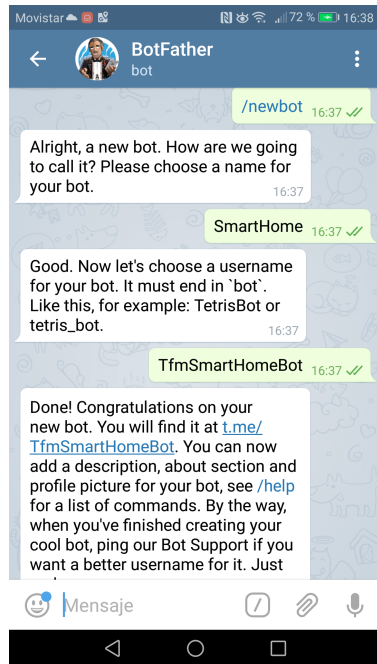 Movistar 72 % 16:38
BotFather
bot
/newbot 16:37
Alright, a new bot. How are we going
to call it? Please choose a name for
your bot.
16:37
SmartHome 16:37
Good. Now let's choose a username
for your bot. It must end in `bot`.
Like this, for example: TetrisBot or
tetris_bot.
16:37
TfmSmartHomeBot 16:37
Done! Congratulations on your
new bot. You will find it at t.me/
TfmSmartHomeBot. You can now
add a description, about section and
profile picture for your bot, see /help
for a list of commands. By the way,
when you've finished creating your
cool bot, ping our Bot Support if you
want a better username for it. Just
Mensaje